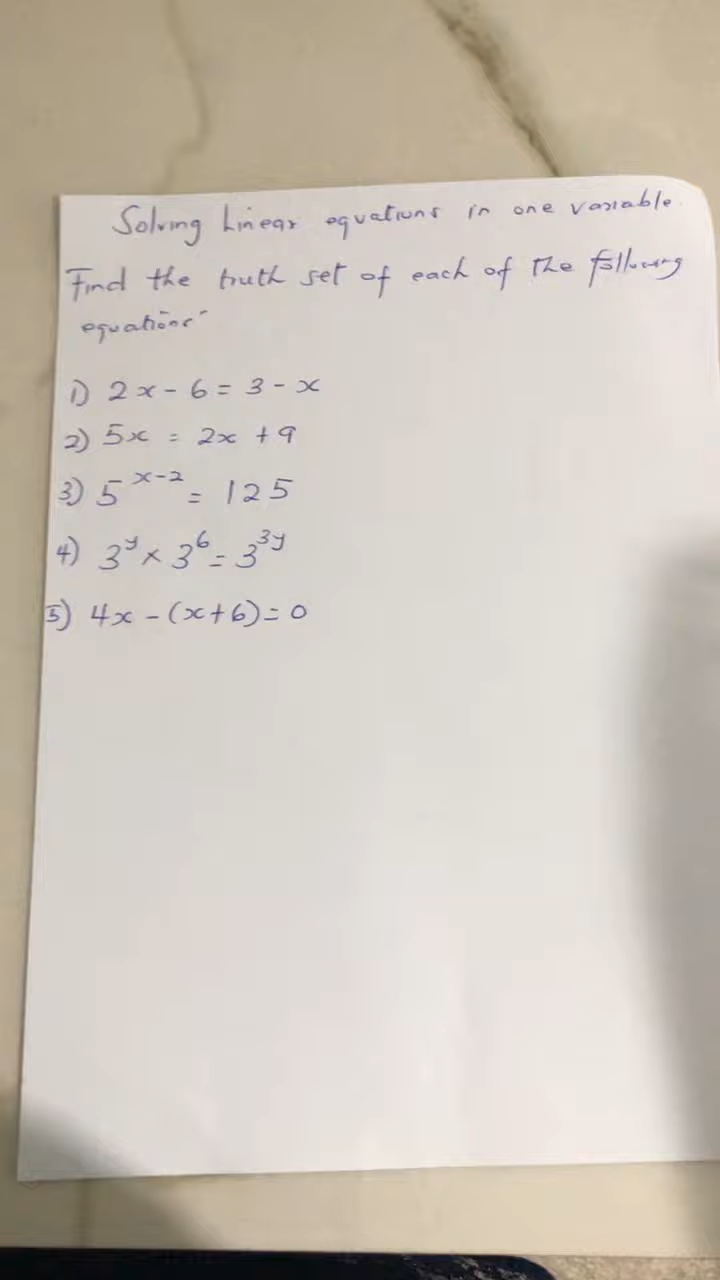 Solving Linear equations in one variable.
Find the truth set of each of the following
equations
1) 2x - 6 = 3 - x
2) 5x = 2x + 9
3) 5^{x-2} = 125
4) 3^y × 3^6 = 3^{3y}
5) 4x - (x+6) = 0